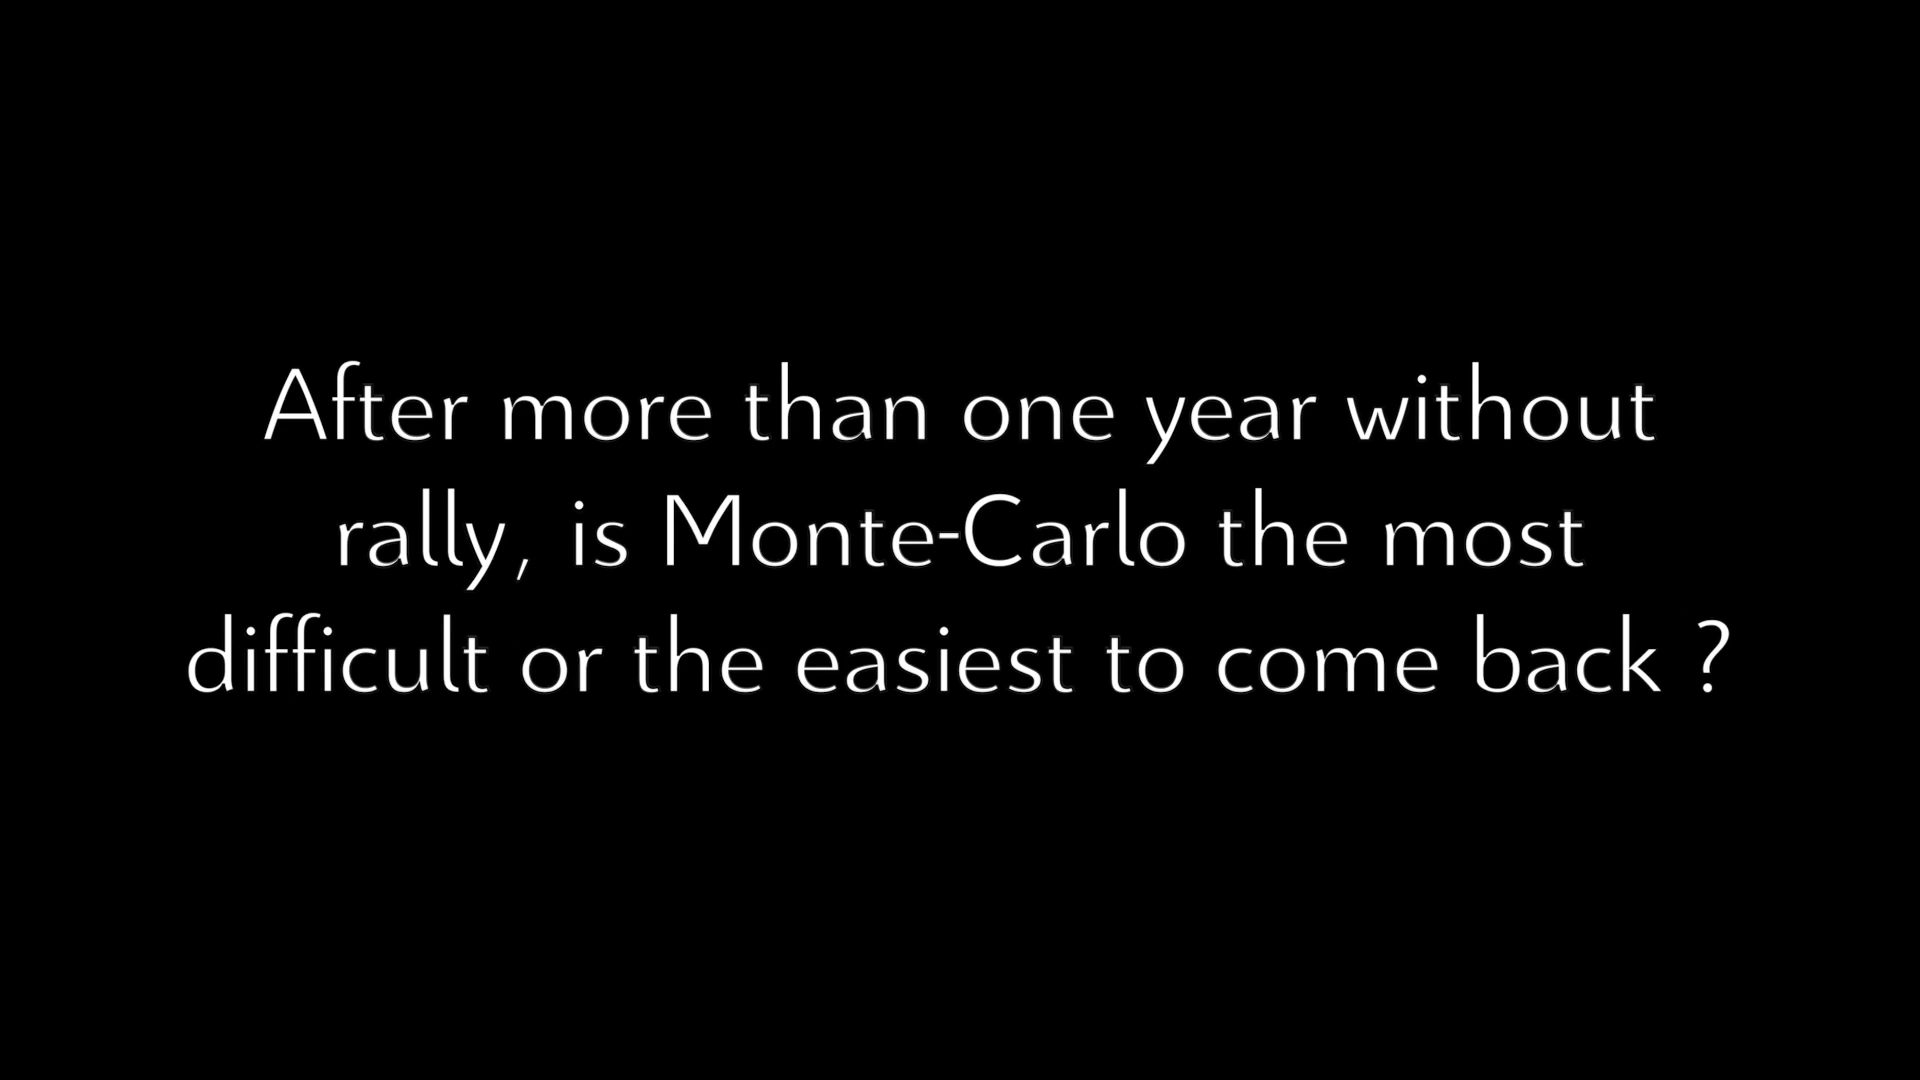 After more than one year without
rally, is Monte-Carlo the most
difficult or the easiest to come back ?